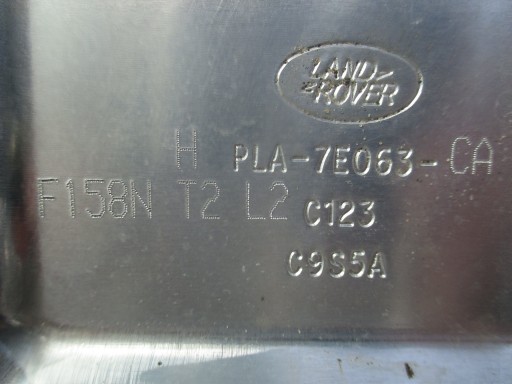 LAND
ROVER
H PLA-7E063-CA
F158N T2 L2 C123
C9S5A